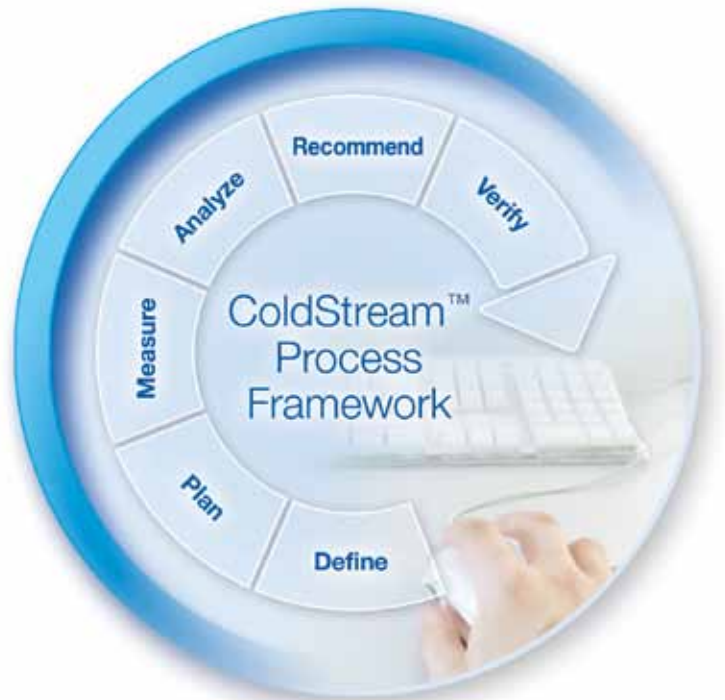 Recommend
Analyze
Verify
Measure
ColdStream™
Process
Framework
Plan
Define